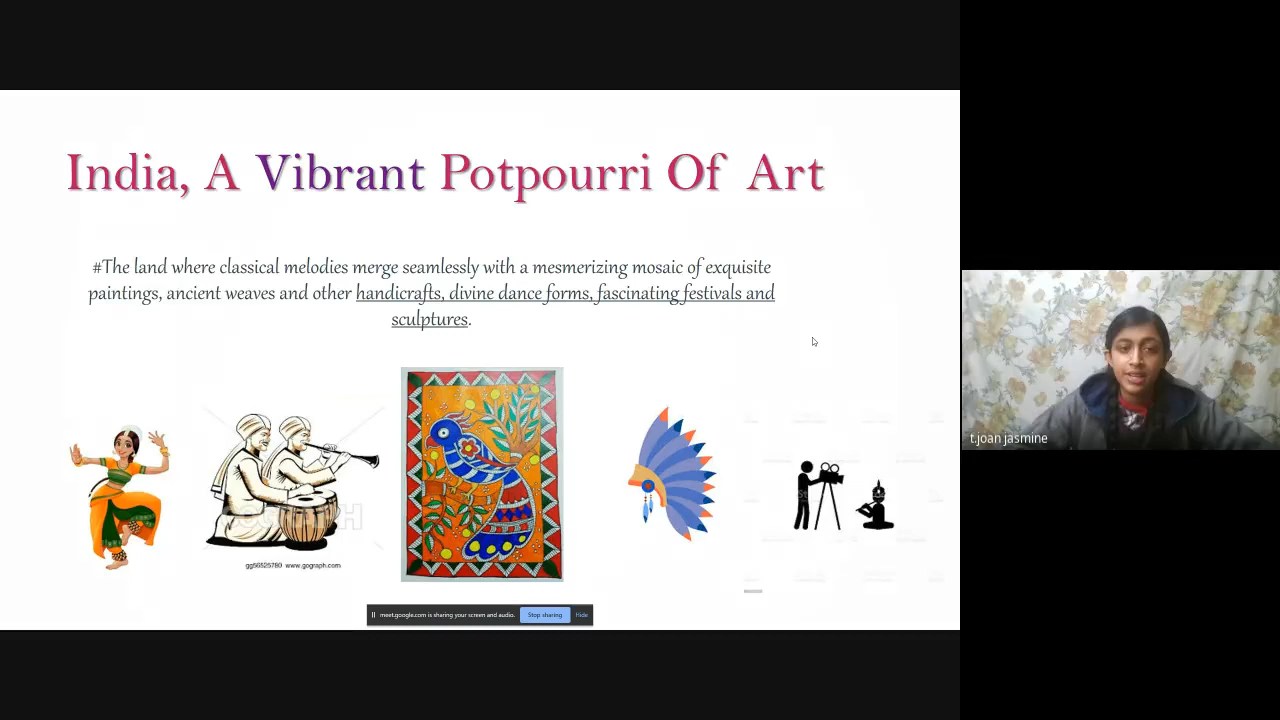 India, A Vibrant Potpourri Of Art
#The land where classical melodies merge seamlessly with a mesmerizing mosaic of exquisite
paintings, ancient weaves and other handicrafts, divine dance forms, fascinating festivals and
sculptures.
t.joan jasmine
gg56525780 www.gograph.com
meet.google.com is sharing your screen and audio. Stop sharing Hide